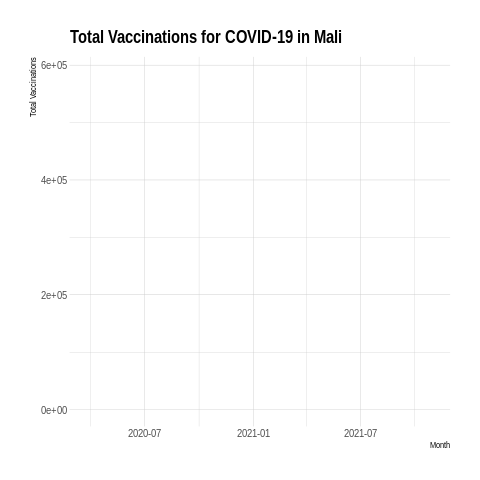 Total Vaccinations for COVID-19 in Mali
Total Vaccinations
6e+05
4e+05
2e+05
0e+00
2020-07 2021-01 2021-07
Month